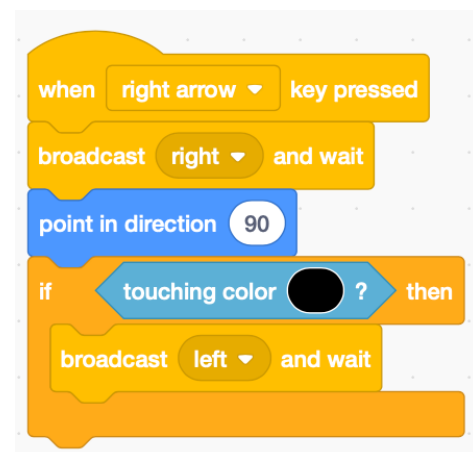 when right arrow key pressed
broadcast right and wait
point in direction 90
if touching color ? then
broadcast left and wait